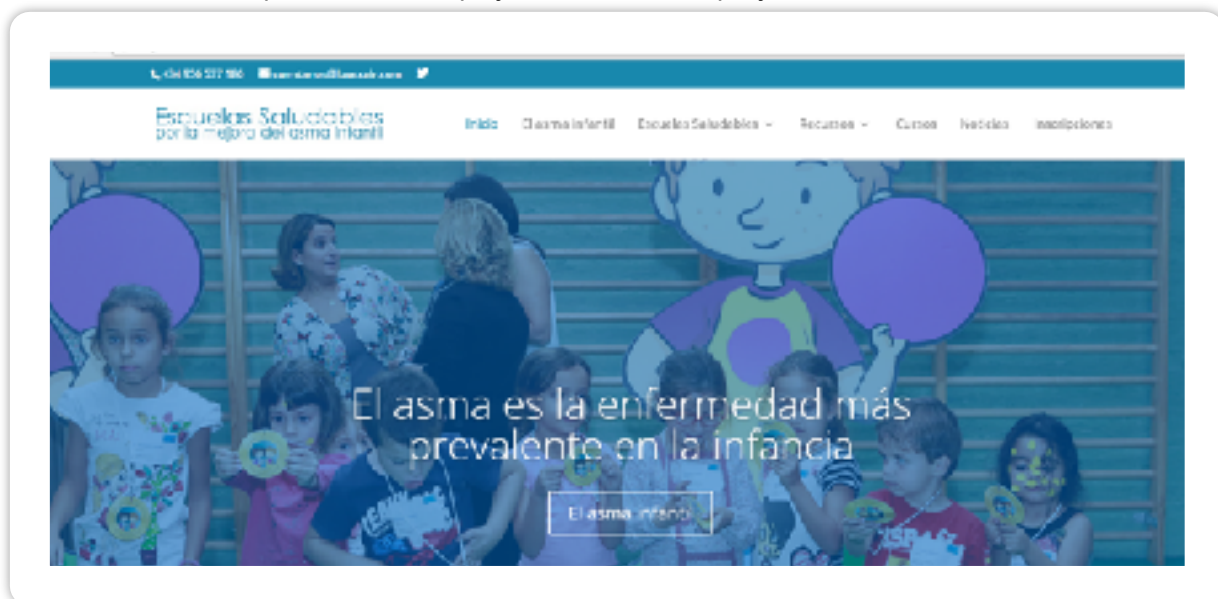 Escuelas Saludables
por la mejora del asma infantil
Inicio El asma infantil Escuelas Saludables Recursos Cursos Noticias Inscripciones
El asma es la enfermedad más
prevalente en la infancia
El asma infantil